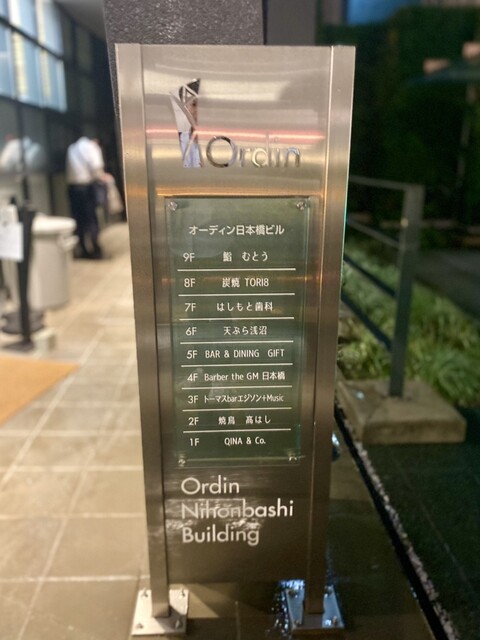 Ordin
オーディン日本橋ビル
9F 鮨 むとう
8F 炭焼 TORI8
7F はしもと歯科
6F 天ぷら浅沼
5F BAR & DINING GIFT
4F Barber the GM 日本橋
3F トーマスbarエジソン+Music
2F 焼鳥 髙はし
1F QINA & Co.
Ordin
Nihonbashi
Building